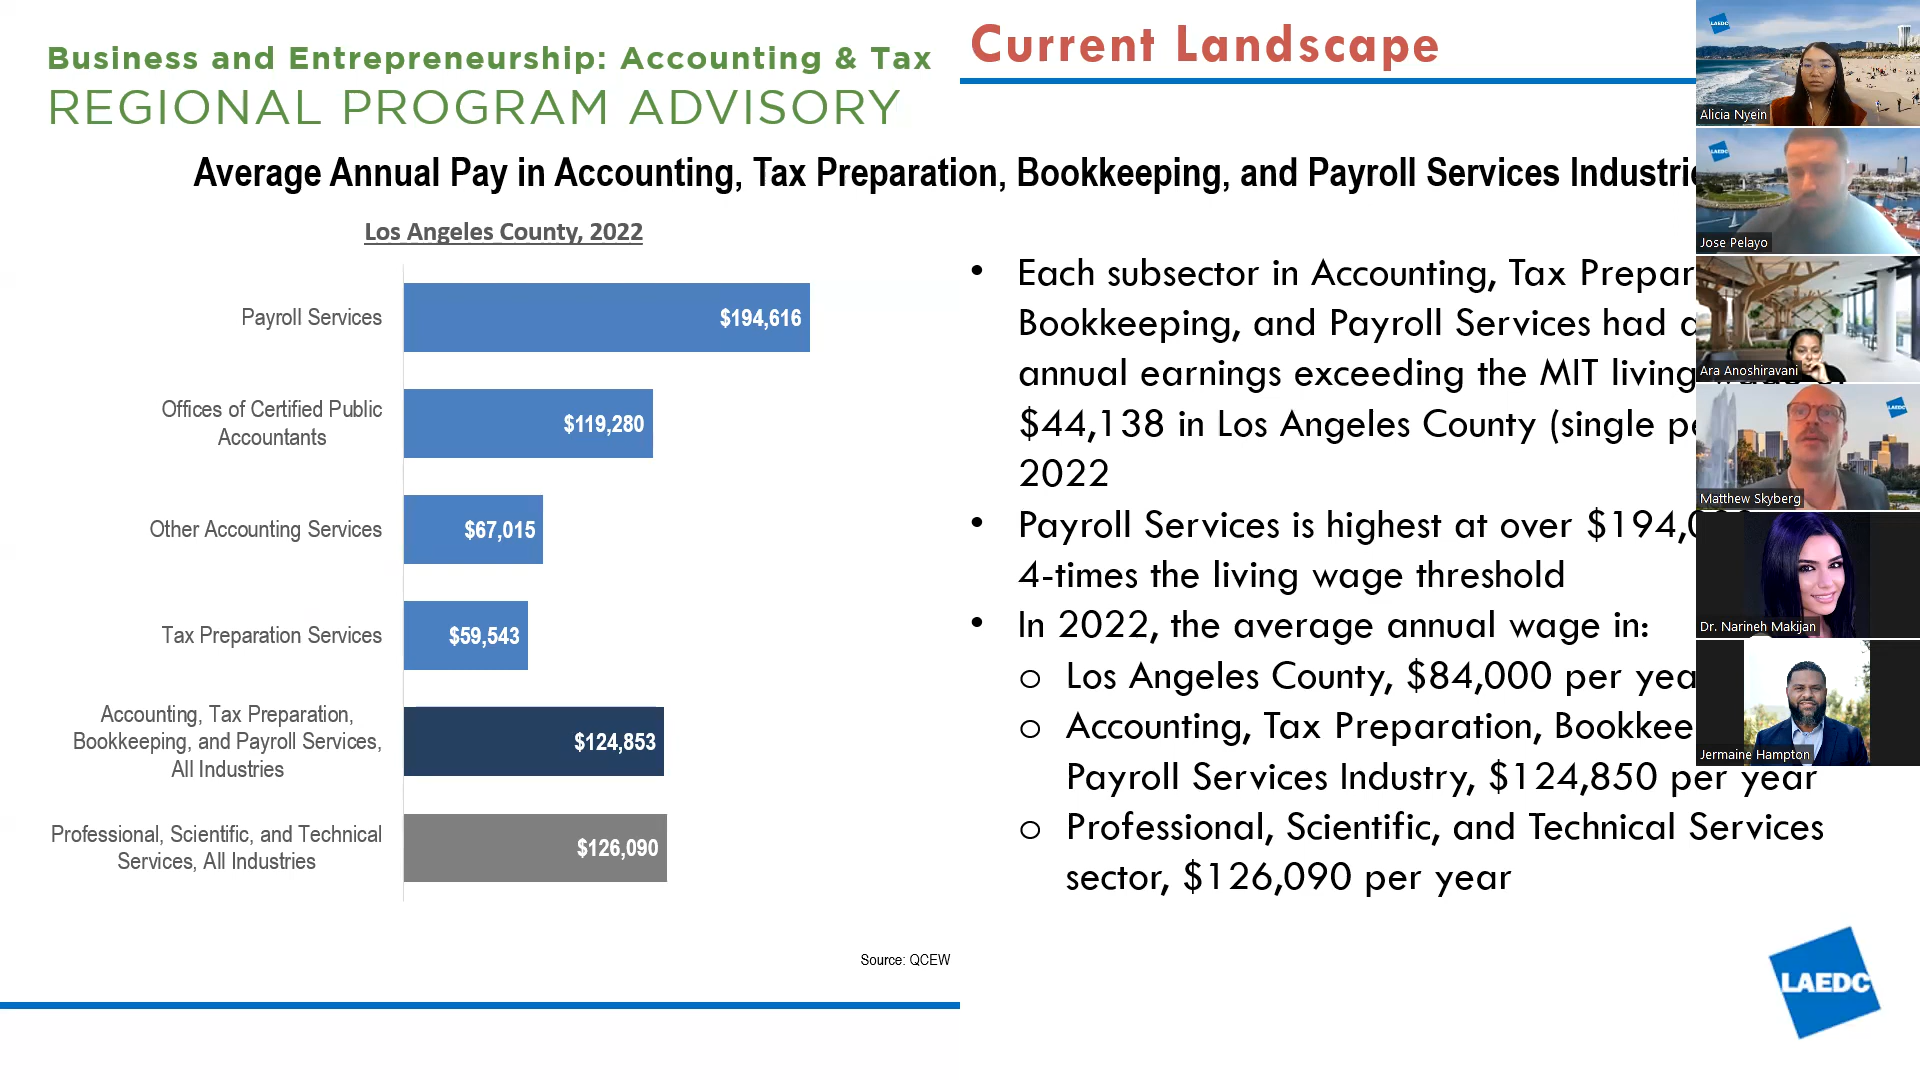 Business and Entrepreneurship: Accounting & Tax
REGIONAL PROGRAM ADVISORY
Current Landscape
Average Annual Pay in Accounting, Tax Preparation, Bookkeeping, and Payroll Services
Los Angeles County, 2022
Payroll Services
$194,616
Offices of Certified Public
Accountants
$119,280
Other Accounting Services
$67,015
Tax Preparation Services
$59,543
Accounting, Tax Preparation,
Bookkeeping, and Payroll Services,
All Industries
$124,853
Professional, Scientific, and Technical
Services, All Industries
$126,090
Source: QCEW
• Each subsector in Accounting, Tax
Bookkeeping, and Payroll Services had
annual earnings exceeding the MIT living
$44,138 in Los Angeles County (single
2022
• Payroll Services is highest at over
4-times the living wage threshold
• In 2022, the average annual wage in:
o Los Angeles County, $84,000 per
o Accounting, Tax Preparation,
Payroll Services Industry, $124,850 per year
o Professional, Scientific, and Technical Services
sector, $126,090 per year
LAEDC
LAEDC
Alicia Nyein
LAEDC
Jose Pelayo
Ara Anoshiravani
LAEDC
Matthew Skyberg
Dr. Narineh Makijan
Jermaine Hampton